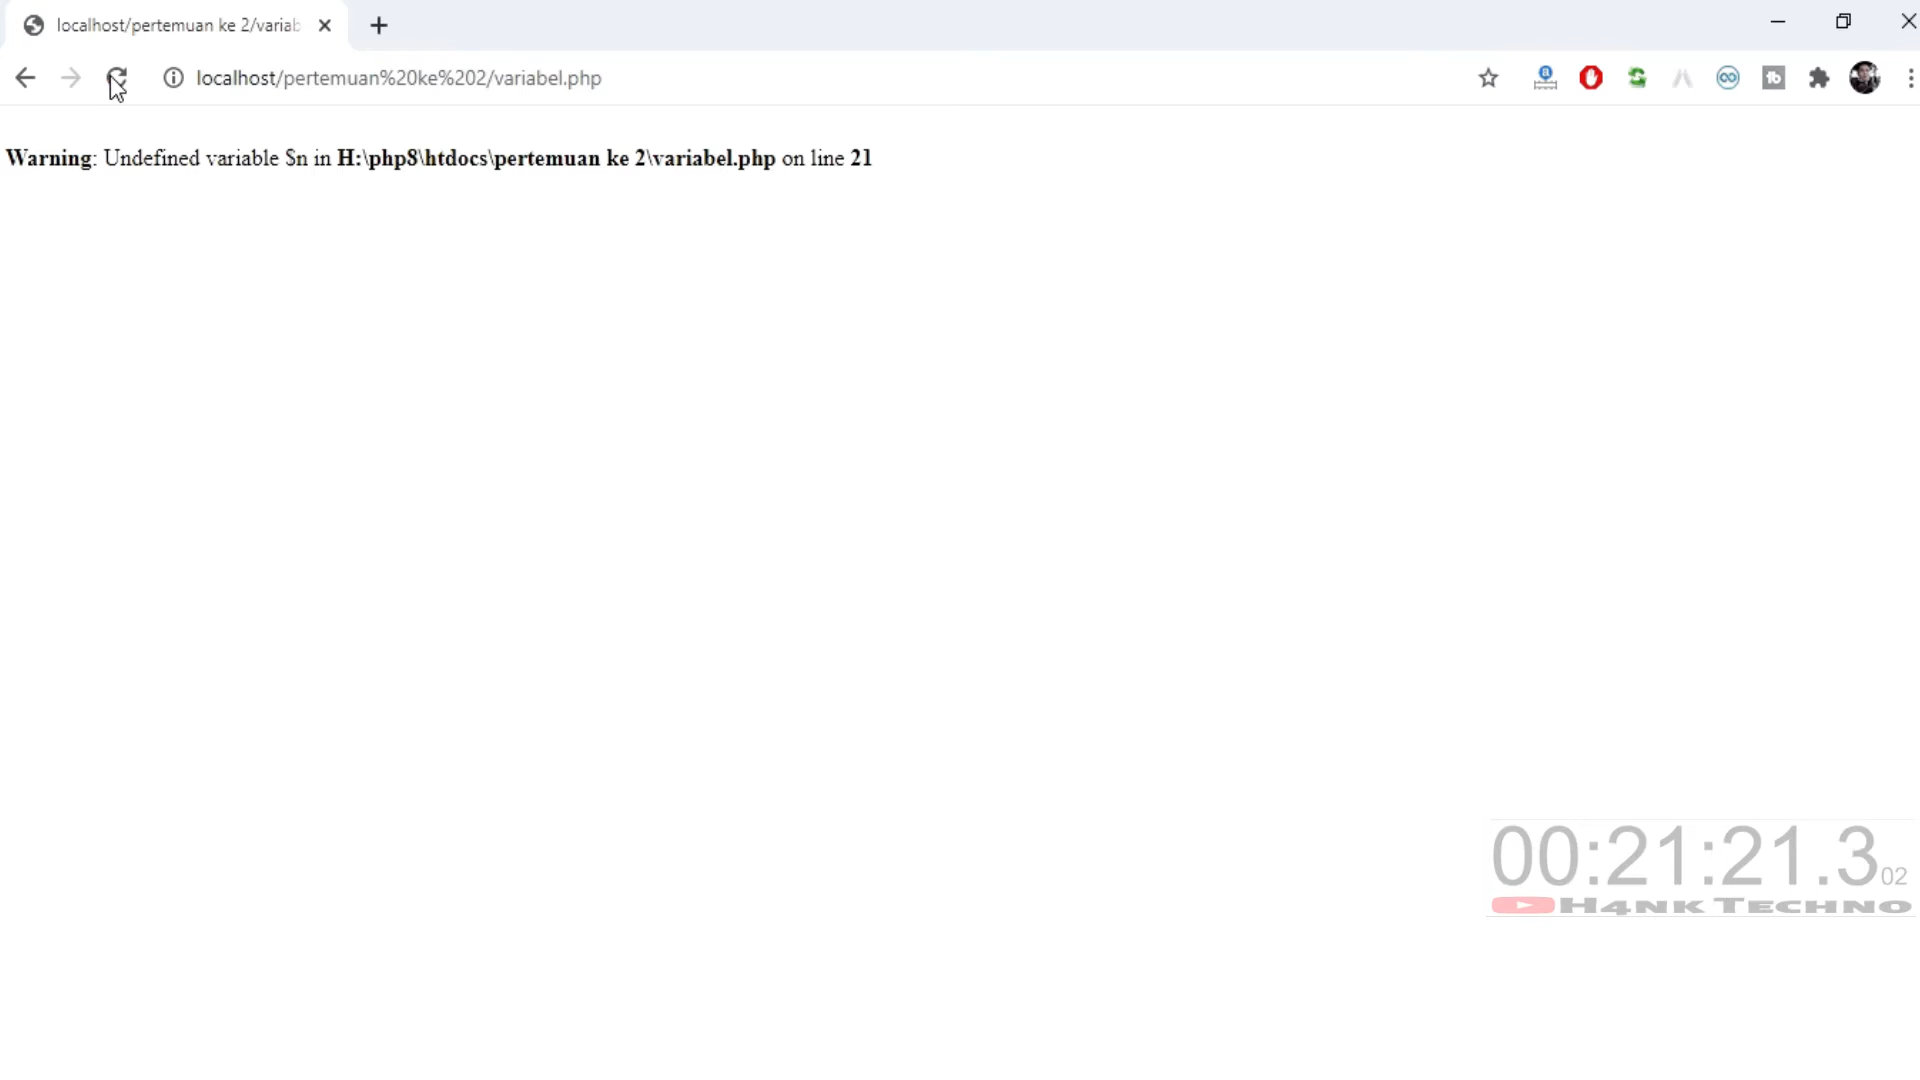 localhost/pertemuan ke 2/variab
localhost/pertemuan%20ke%202/variabel.php
Warning: Undefined variable $n in H:\php8\htdocs\pertemuan ke 2\variabel.php on line 21
00:21:21.302
H4NK TECHNO